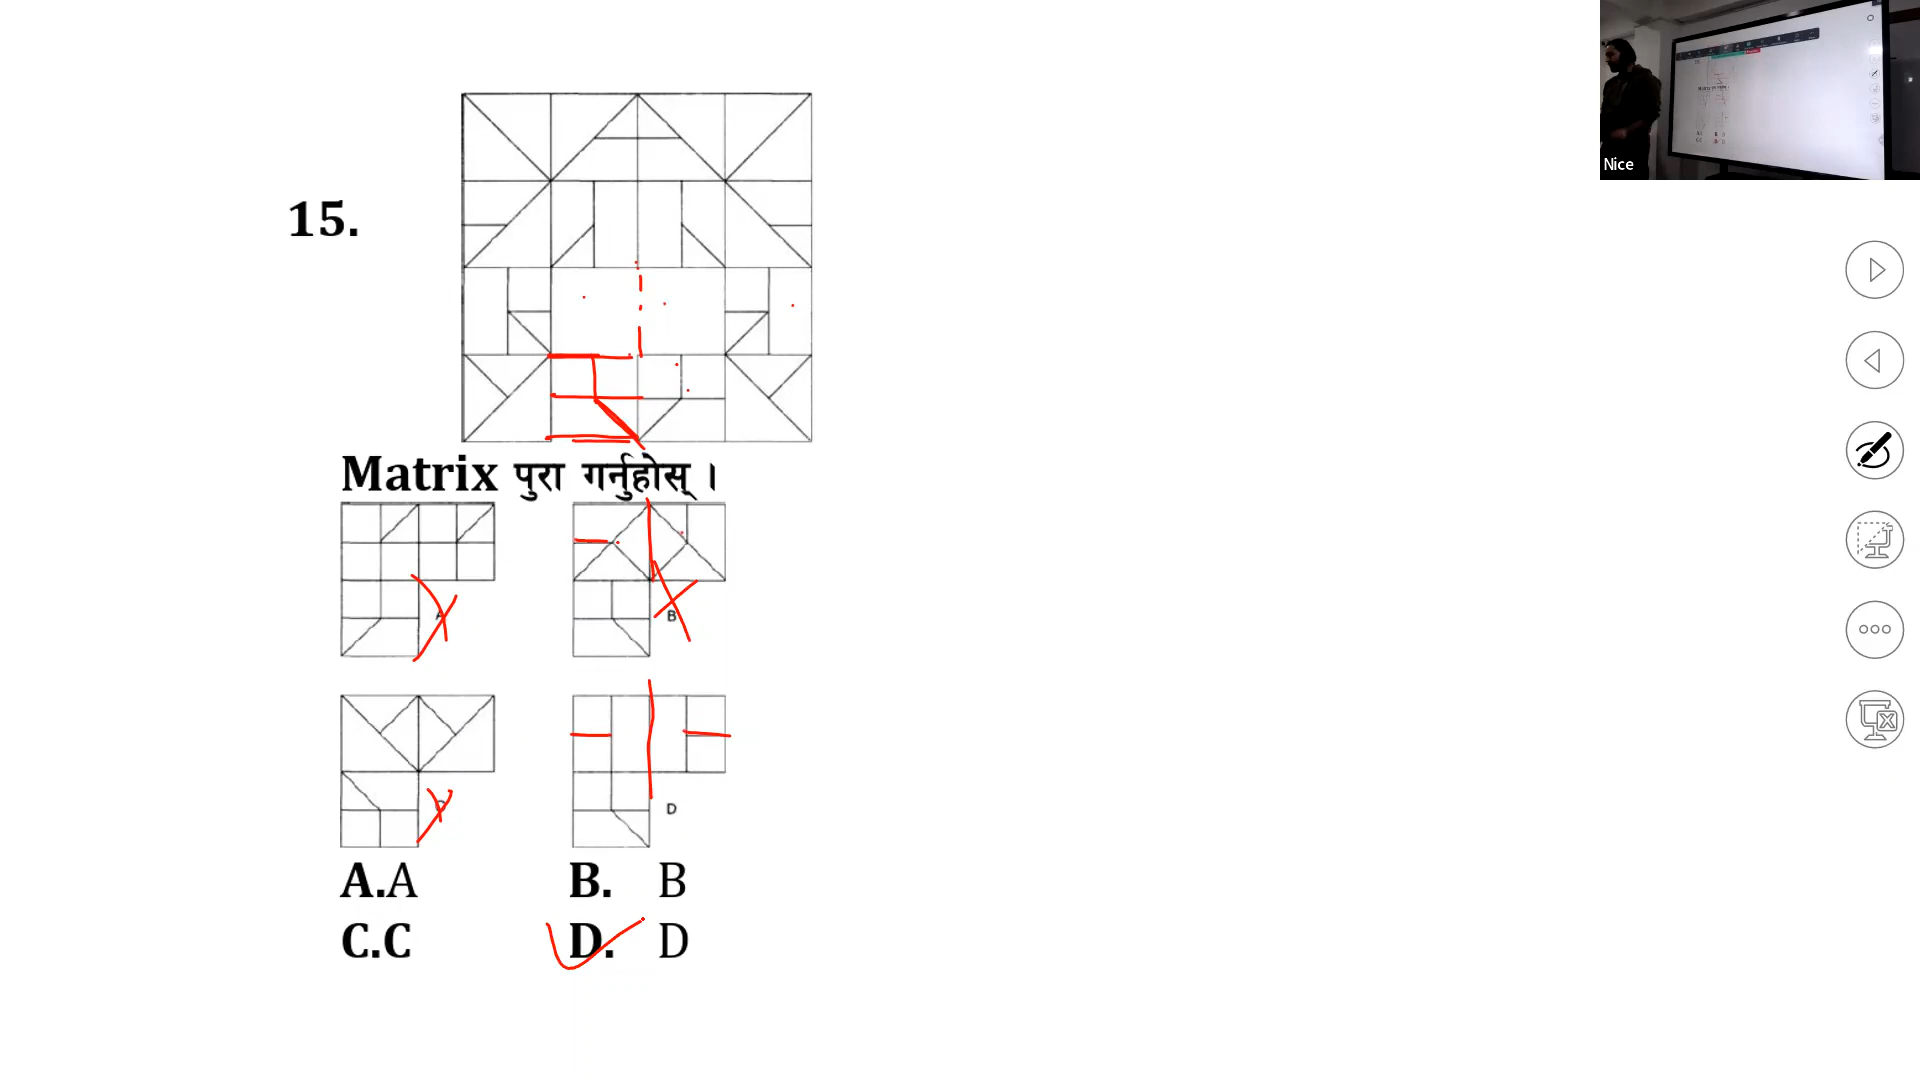 Nice
15.
Matrix पुरा गर्नुहोस् ।
A B
C D
A.A B. B
C.C D. D